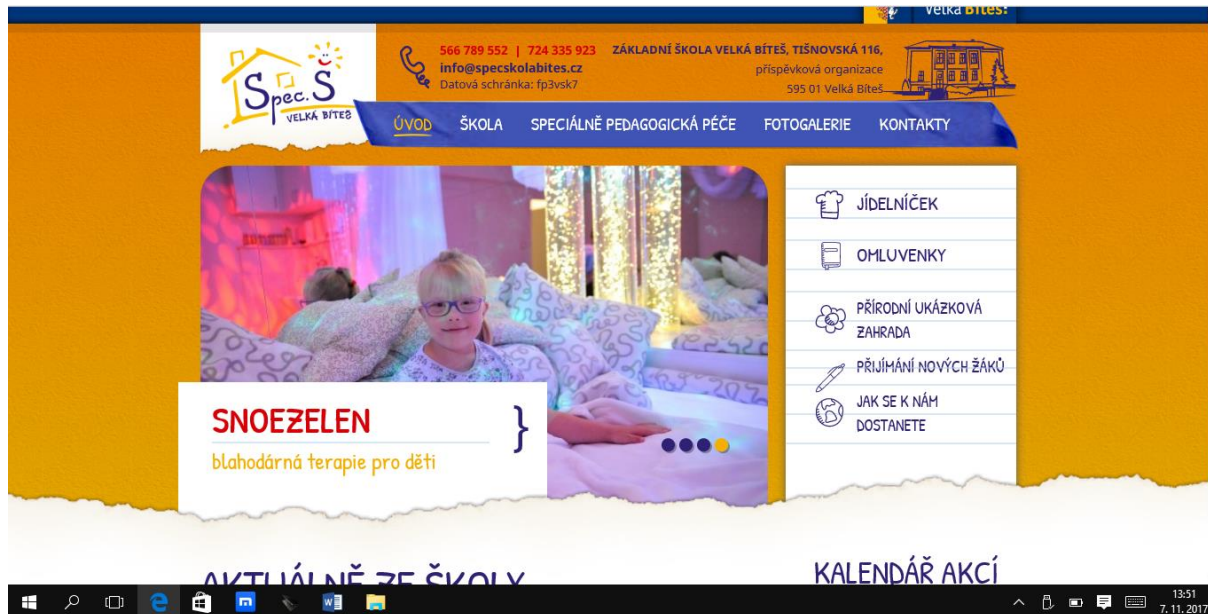 Velká Bíteš:
Spec.Š
VELKÁ BÍTEŠ
566 789 552 | 724 335 923
info@specskolabites.cz
Datová schránka: fp3vsk7
ZÁKLADNÍ ŠKOLA VELKÁ BÍTEŠ, TIŠNOVSKÁ 116,
příspěvková organizace
595 01 Velká Bíteš
ÚVOD ŠKOLA SPECIÁLNĚ PEDAGOGICKÁ PÉČE FOTOGALERIE KONTAKTY
JÍDELNÍČEK
OMLUVENKY
PŘÍRODNÍ UKÁZKOVÁ
ZAHRADA
PŘIJÍMÁNÍ NOVÝCH ŽÁKŮ
JAK SE K NÁM
DOSTANETE
SNOEZELEN
}
blahodárná terapie pro děti
AKTUÁLNĚ ZE ŠKOLY
KALENDÁŘ AKCÍ
13:51
7. 11. 2017